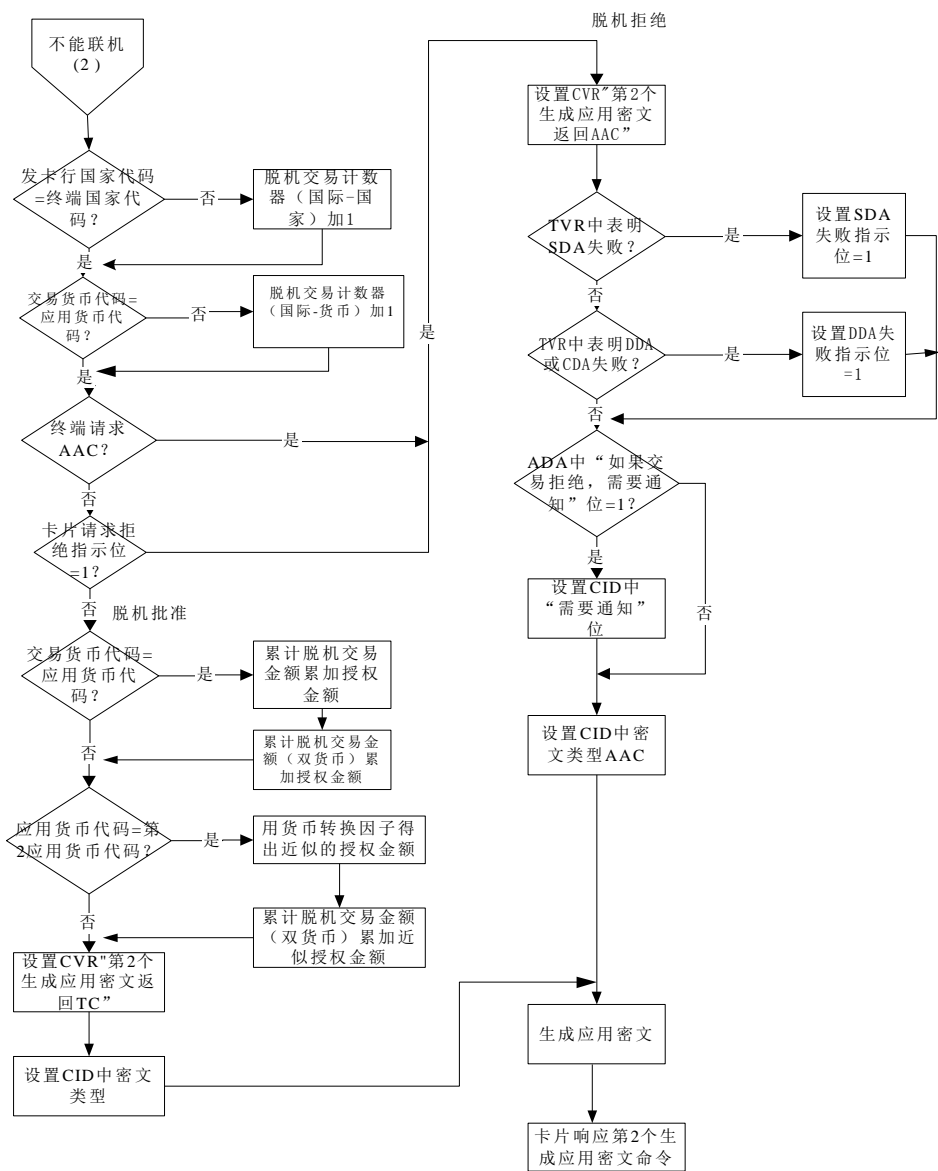 不能联机
(2)
发卡行国家代码
=终端国家代
码?
否
脱机交易计数
器（国际-国
家）加1
是
交易货币代码=
应用货币代
码?
否
脱机交易计数器
（国际-货币）加1
是
终端请求
AAC?
是
是
否
卡片请求拒
绝指示位
=1?
否
脱机批准
交易货币代码=
应用货币代
码?
是
累计脱机交易
金额累加授权
金额
累计脱机交易金
额（双货币）累
加授权金额
否
应用货币代码=第
2应用货币代码?
是
用货币转换因子得
出近似的授权金额
累计脱机交易金额
（双货币）累加近
似授权金额
否
设置CVR"第2个
生成应用密文返
回TC”
设置CID中密文
类型
脱机拒绝
设置CVR"第2个
生成应用密文
返回AAC”
TVR中表明
SDA失败?
是
设置SDA
失败指示
位=1
否
TVR中表明DDA
或CDA失败?
是
设置DDA失
败指示位
=1
否
ADA中“如果交
易拒绝，需要通
知”位=1?
是
否
设置CID中
“需要通知”
位
设置CID中密
文类型AAC
生成应用密文
卡片响应第2个生
成应用密文命令